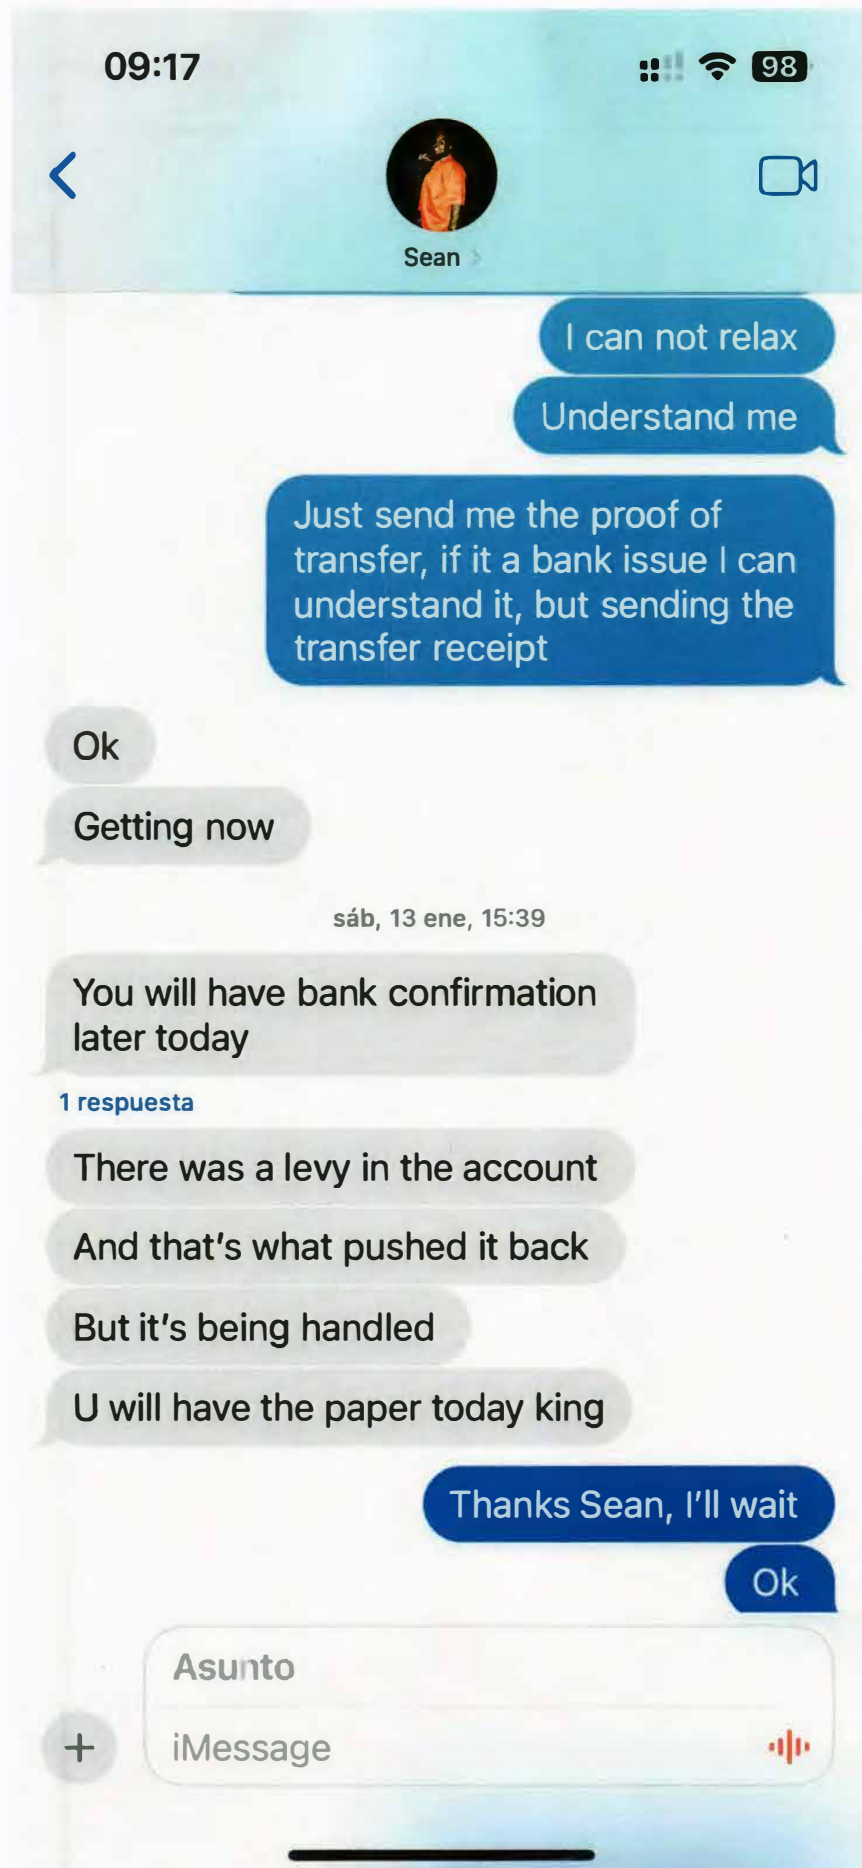 09:17
98
Sean
I can not relax
Understand me
Just send me the proof of
transfer, if it a bank issue I can
understand it, but sending the
transfer receipt
Ok
Getting now
sáb, 13 ene, 15:39
You will have bank confirmation
later today
1 respuesta
There was a levy in the account
And that's what pushed it back
But it's being handled
U will have the paper today king
Thanks Sean, I'll wait
Ok
Asunto
iMessage